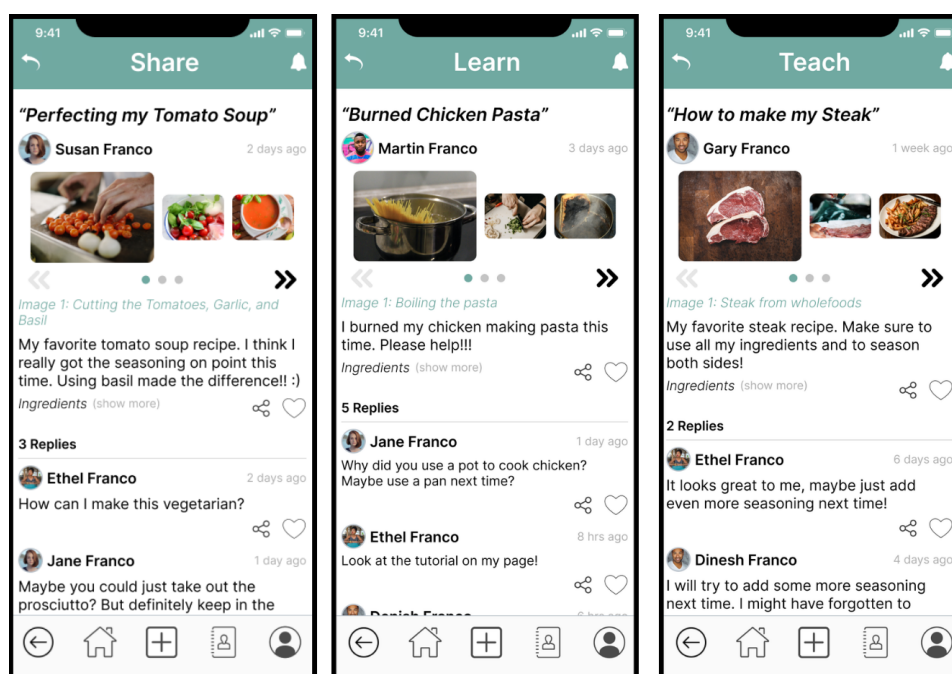 9:41
Share
“Perfecting my Tomato Soup”
Susan Franco
2 days ago
Image 1: Cutting the Tomatoes, Garlic, and
Basil
My favorite tomato soup recipe. I think I
really got the seasoning on point this
time. Using basil made the difference!! :)
Ingredients (show more)
3 Replies
Ethel Franco
2 days ago
How can I make this vegetarian?
Jane Franco
1 day ago
Maybe you could just take out the
prosciutto? But definitely keep in the
9:41
Learn
“Burned Chicken Pasta”
Martin Franco
3 days ago
Image 1: Boiling the pasta
I burned my chicken making pasta this
time. Please help!!!
Ingredients (show more)
5 Replies
Jane Franco
1 day ago
Why did you use a pot to cook chicken?
Maybe use a pan next time?
Ethel Franco
8 hrs ago
Look at the tutorial on my page!
Danish Franco
6 hrs ago
9:41
Teach
“How to make my Steak”
Gary Franco
1 week ago
Image 1: Steak from wholefoods
My favorite steak recipe. Make sure to
use all my ingredients and to season
both sides!
Ingredients (show more)
2 Replies
Ethel Franco
6 days ago
It looks great to me, maybe just add
even more seasoning next time!
Dinesh Franco
4 days ago
I will try to add some more seasoning
next time. I might have forgotten to